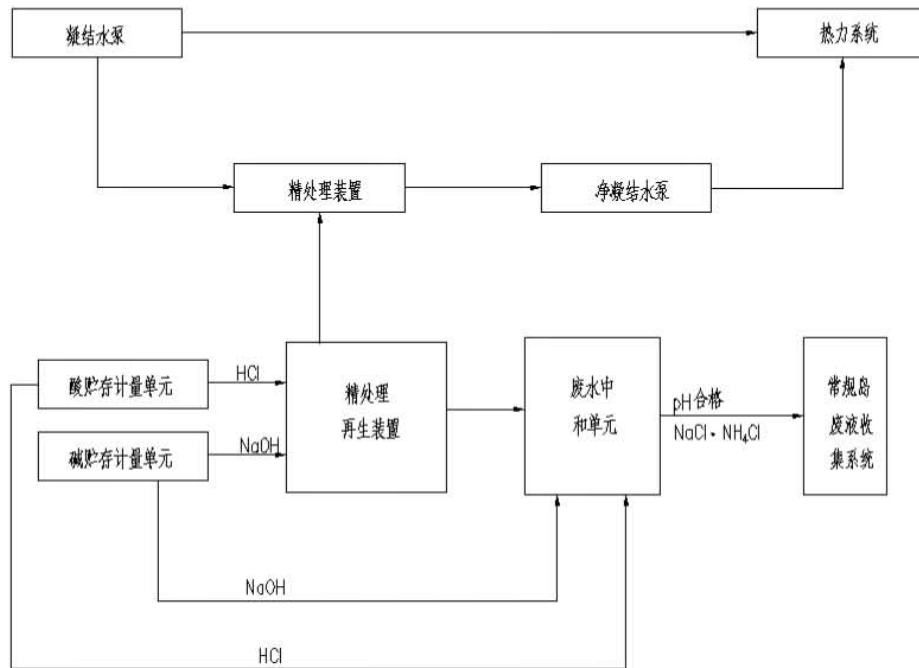 凝结水泵
热力系统
精处理装置
净凝结水泵
酸贮存计量单元
HCl
碱贮存计量单元
NaOH
精处理
再生装置
废水中
和单元
pH合格
NaCl·NH₄Cl
常规岛
废液收
集系统
NaOH
HCl